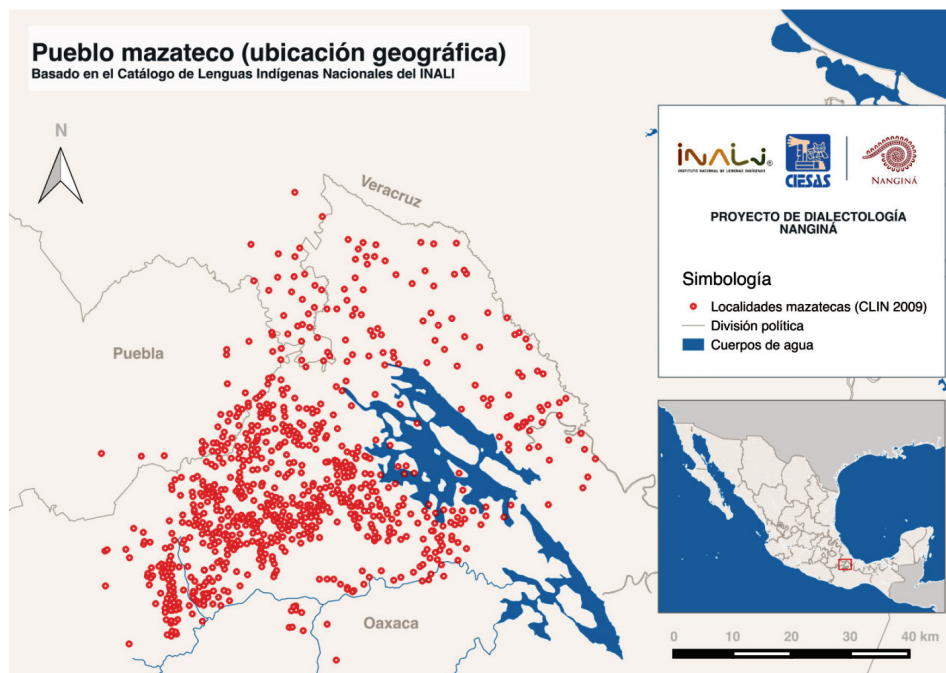 Pueblo mazateco (ubicación geográfica)
Basado en el Catálogo de Lenguas Indígenas Nacionales del INALI
N
Veracruz
Puebla
Oaxaca
INALI®
INSTITUTO NACIONAL DE LENGUAS INDÍGENAS
CIESAS
NANGINÁ
PROYECTO DE DIALECTOLOGÍA
NANGINÁ
Simbología
Localidades mazatecas (CLIN 2009)
División política
Cuerpos de agua
0 10 20 30 40 km